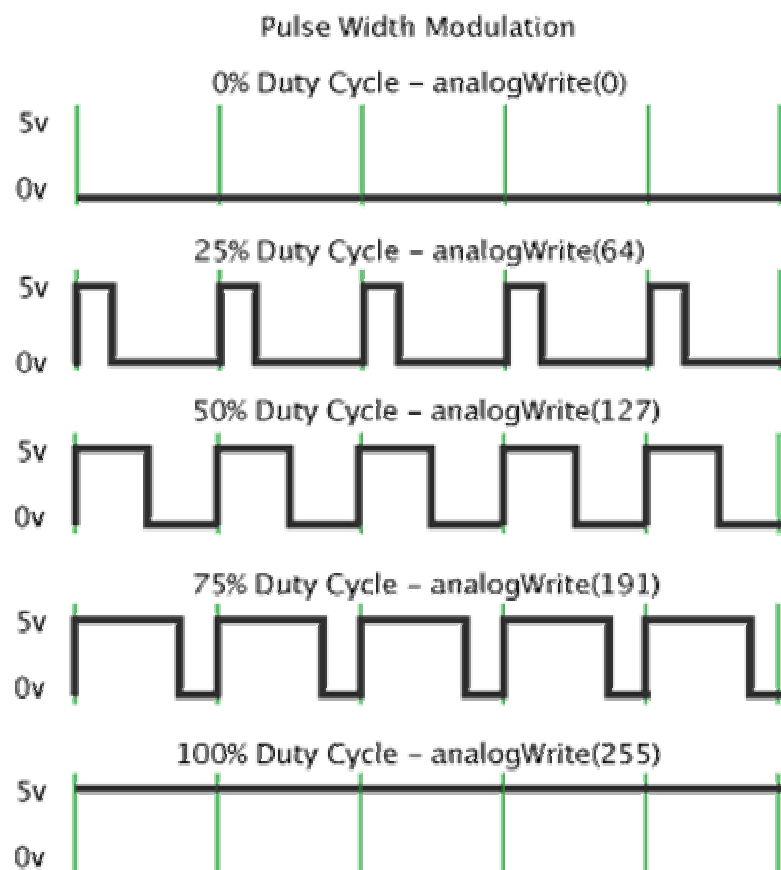 Pulse Width Modulation
0% Duty Cycle – analogWrite(0)
5v
0v
25% Duty Cycle – analogWrite(64)
5v
0v
50% Duty Cycle – analogWrite(127)
5v
0v
75% Duty Cycle – analogWrite(191)
5v
0v
100% Duty Cycle – analogWrite(255)
5v
0v